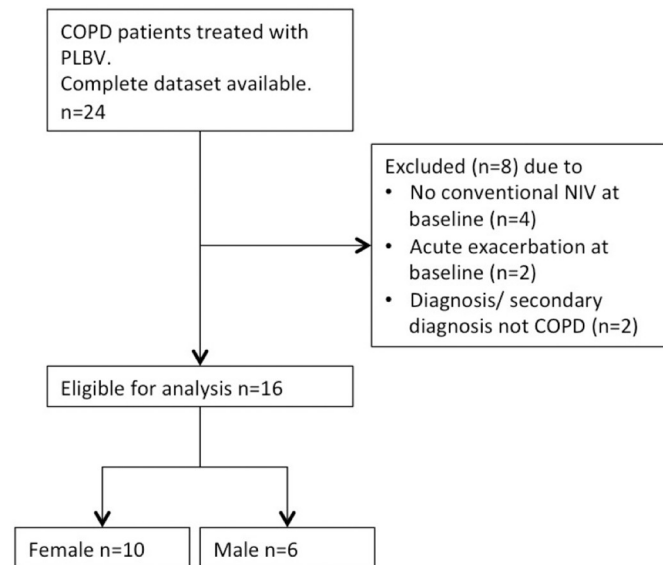 COPD patients treated with
PLBV.
Complete dataset available.
n=24
Excluded (n=8) due to
• No conventional NIV at
baseline (n=4)
• Acute exacerbation at
baseline (n=2)
• Diagnosis/ secondary
diagnosis not COPD (n=2)
Eligible for analysis n=16
Female n=10
Male n=6